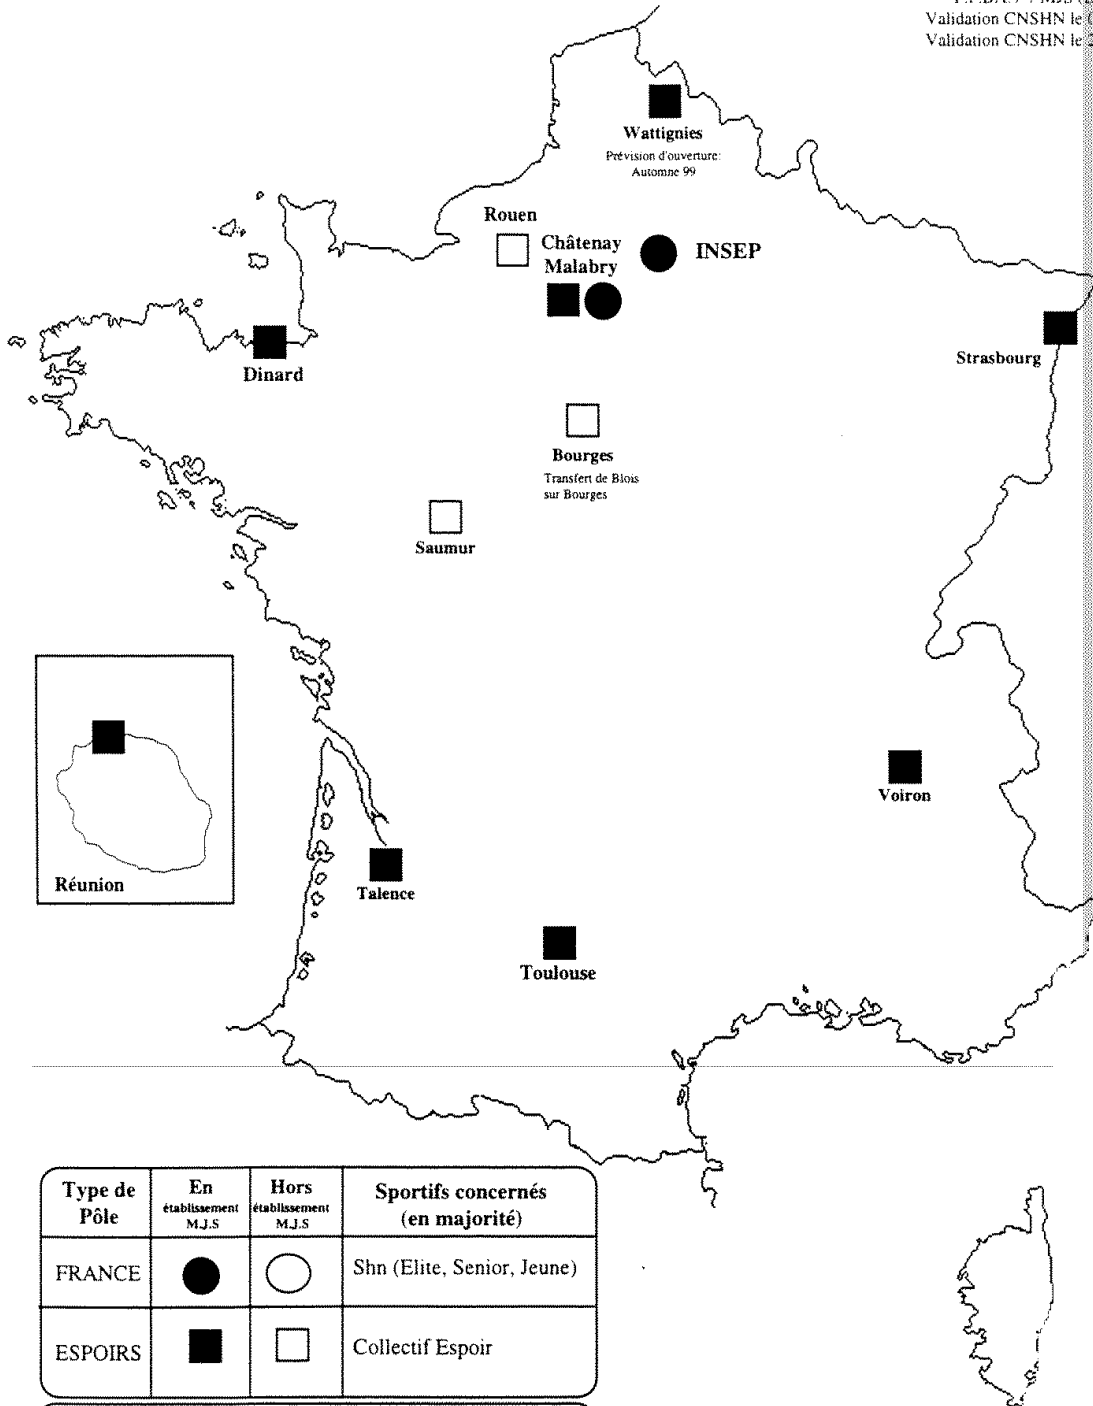 Validation CNSHN le
Validation CNSHN le
Wattignies
Prévision d'ouverture:
Automne 99
Rouen
Châtenay
Malabry
INSEP
Dinard
Strasbourg
Bourges
Transfert de Blois
sur Bourges
Saumur
Réunion
Voiron
Talence
Toulouse
Type de Pôle
En établissement M.J.S
Hors établissement M.J.S
Sportifs concernés (en majorité)
FRANCE
Shn (Elite, Senior, Jeune)
ESPOIRS
Collectif Espoir